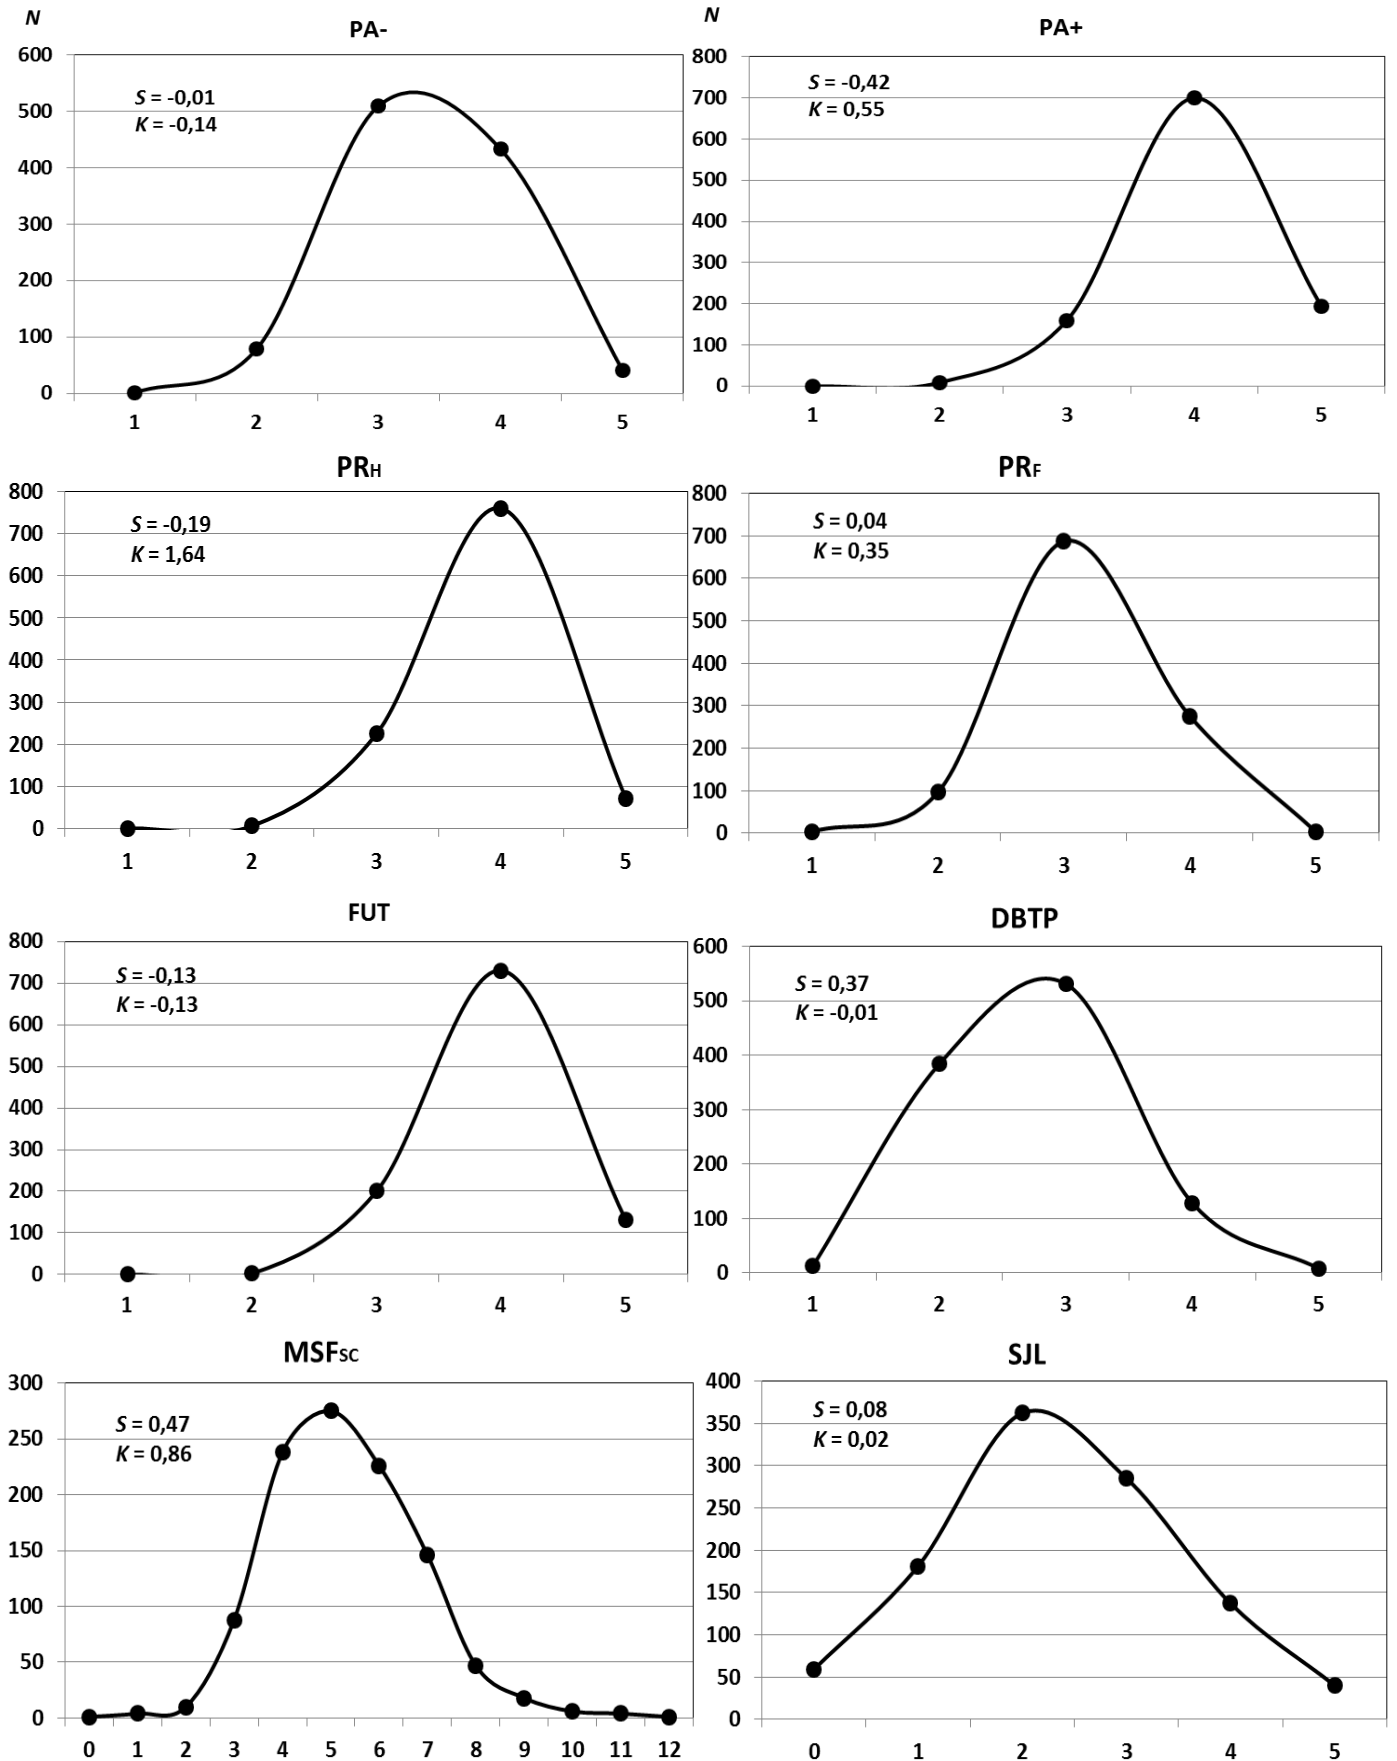 N
PA-
600
500
400
300
200
100
0
S = -0,01
K = -0,14
1 2 3 4 5
N
PA+
800
700
600
500
400
300
200
100
0
S = -0,42
K = 0,55
1 2 3 4 5
PRH
800
700
600
500
400
300
200
100
0
S = -0,19
K = 1,64
1 2 3 4 5
PRF
800
700
600
500
400
300
200
100
0
S = 0,04
K = 0,35
1 2 3 4 5
FUT
800
700
600
500
400
300
200
100
0
S = -0,13
K = -0,13
1 2 3 4 5
DBTP
600
500
400
300
200
100
0
S = 0,37
K = -0,01
1 2 3 4 5
MSFSC
300
250
200
150
100
50
0
S = 0,47
K = 0,86
0 1 2 3 4 5 6 7 8 9 10 11 12
SJL
400
350
300
250
200
150
100
50
0
S = 0,08
K = 0,02
0 1 2 3 4 5